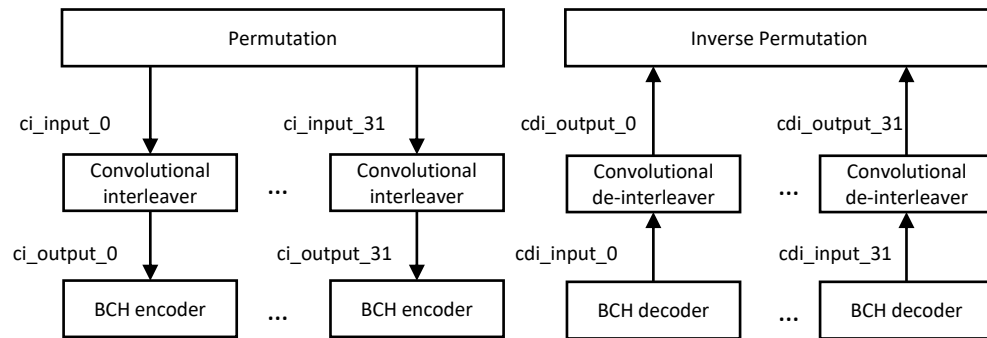 Permutation
Inverse Permutation
ci_input_0
ci_input_31
cdi_output_0
cdi_output_31
Convolutional
interleaver
...
Convolutional
interleaver
Convolutional
de-interleaver
...
Convolutional
de-interleaver
ci_output_0
ci_output_31
cdi_input_0
cdi_input_31
BCH encoder
...
BCH encoder
BCH decoder
...
BCH decoder